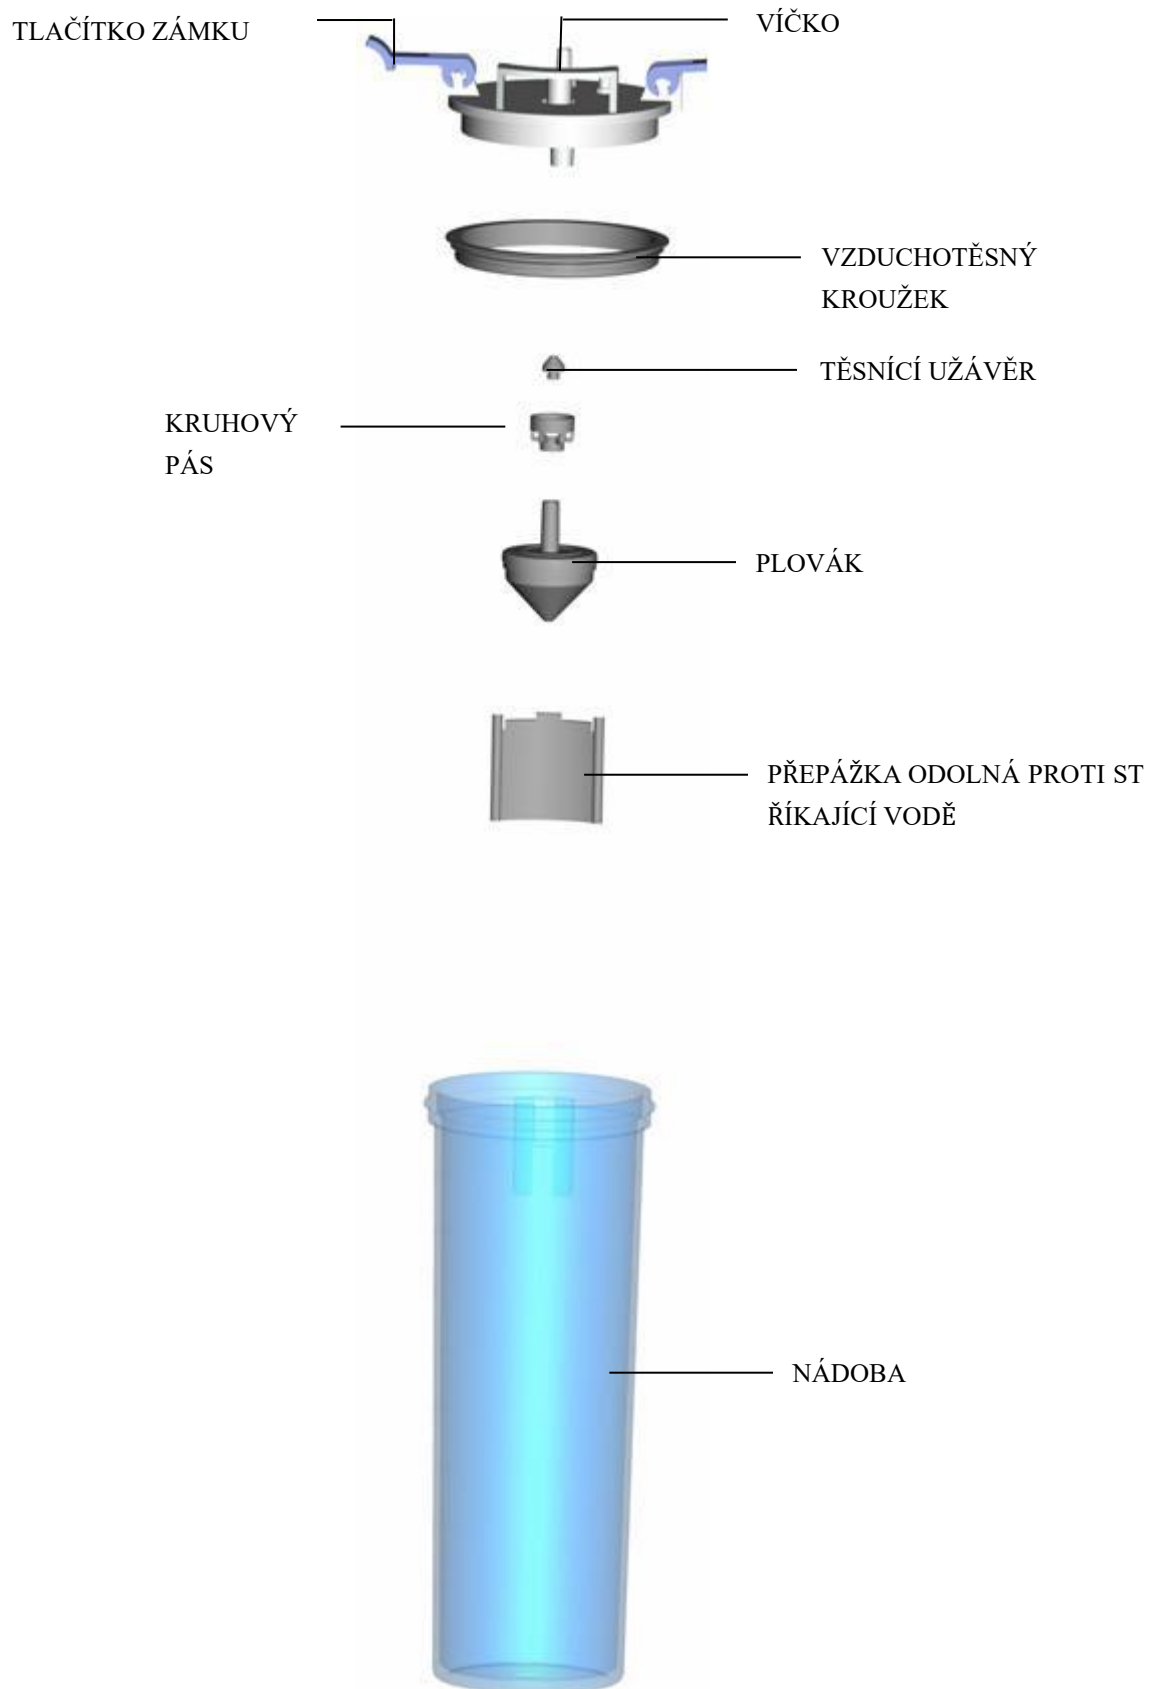 TLAČÍTKO ZÁMKU
VÍČKO
VZDUCHOTĚSNÝ
KROUŽEK
TĚSNÍCÍ UŽÁVĚR
KRUHOVÝ
PÁS
PLOVÁK
PŘEPÁŽKA ODOLNÁ PROTI ST
ŘÍKAJÍCÍ VODĚ
NÁDOBA